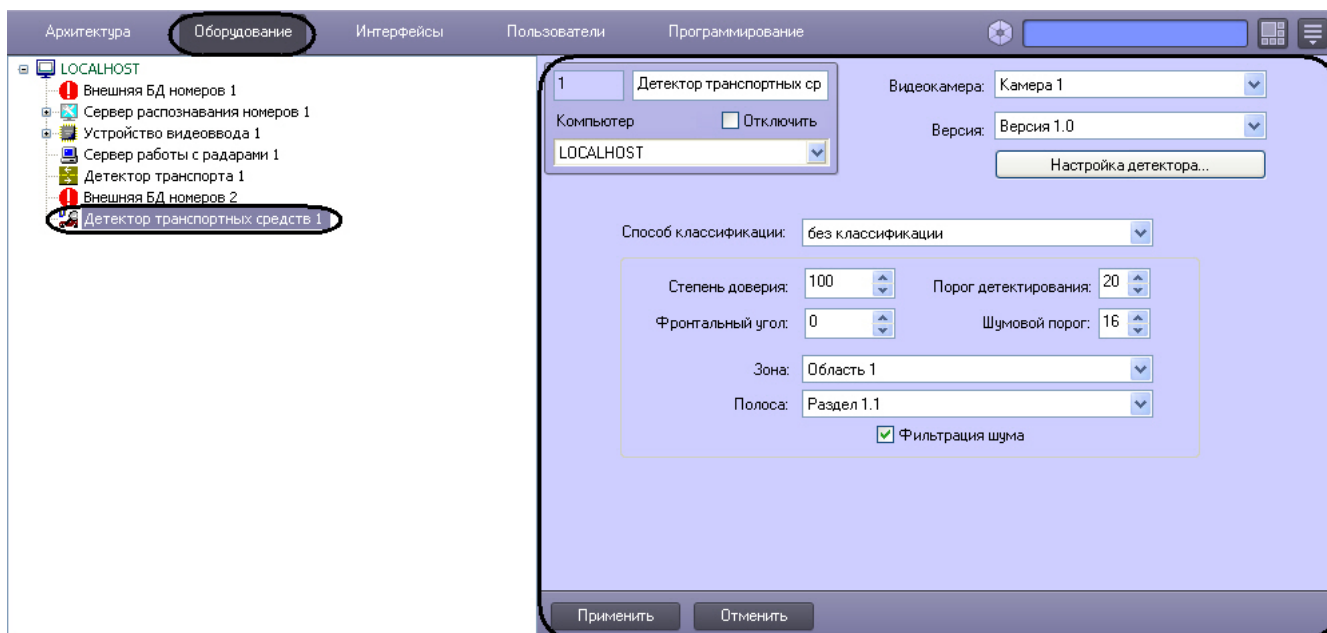 Архитектура Оборудование Интерфейсы Пользователи Программирование
LOCALHOST
Внешняя БД номеров 1
Сервер распознавания номеров 1
Устройство видеоввода 1
Сервер работы с радарами 1
Детектор транспорта 1
Внешняя БД номеров 2
Детектор транспортных средств 1
1 Детектор транспортных ср
Компьютер Отключить
LOCALHOST
Видеокамера: Камера 1
Версия: Версия 1.0
Настройка детектора...
Способ классификации: без классификации
Степень доверия: 100 Порог детектирования: 20
Фронтальный угол: 0 Шумовой порог: 16
Зона: Область 1
Полоса: Раздел 1.1
Фильтрация шума
Применить Отменить